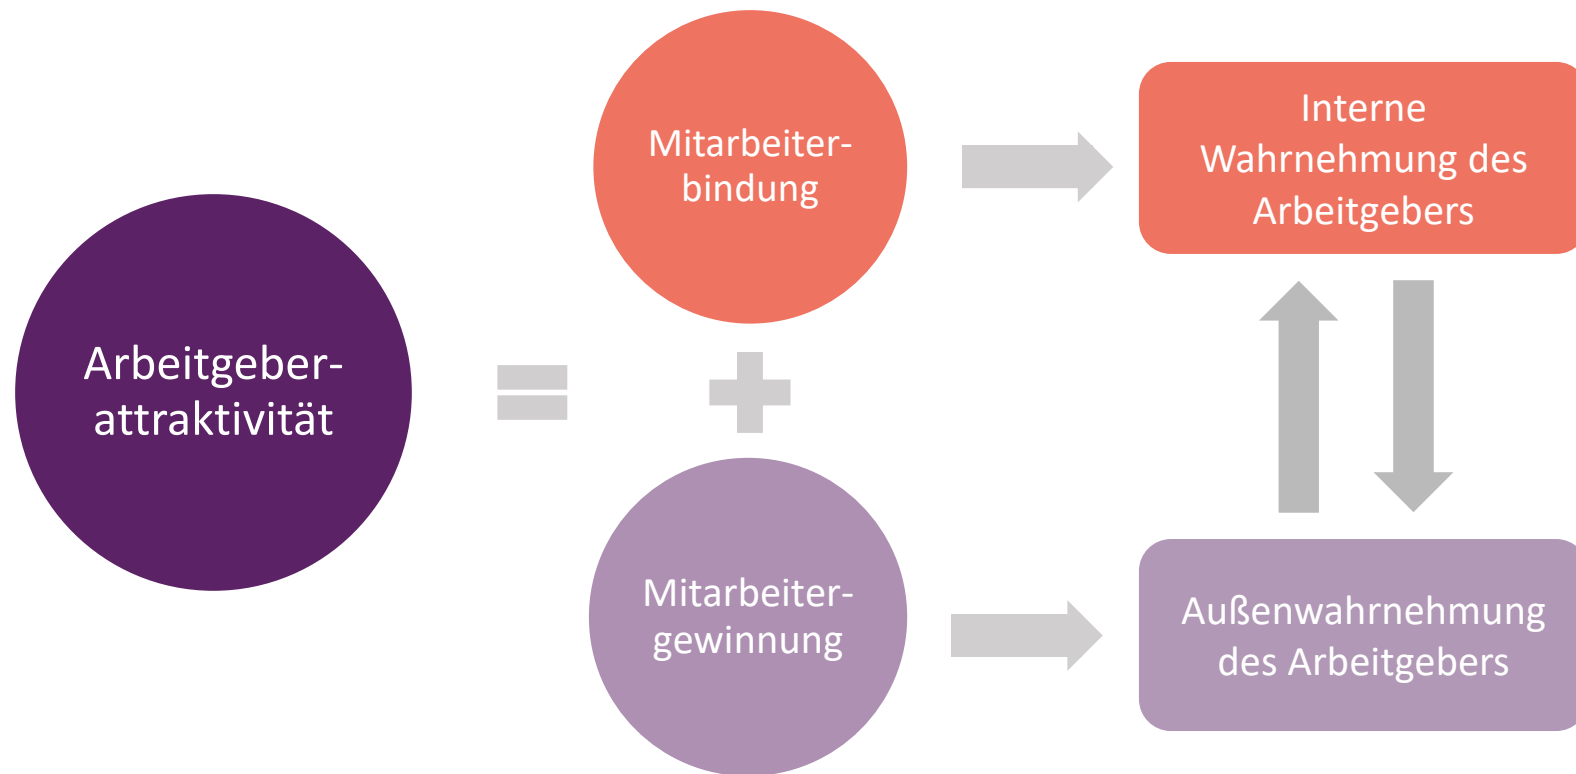 Arbeitgeber-
attraktivität
Mitarbeiter-
bindung
Mitarbeiter-
gewinnung
Interne
Wahrnehmung des
Arbeitgebers
Außenwahrnehmung
des Arbeitgebers